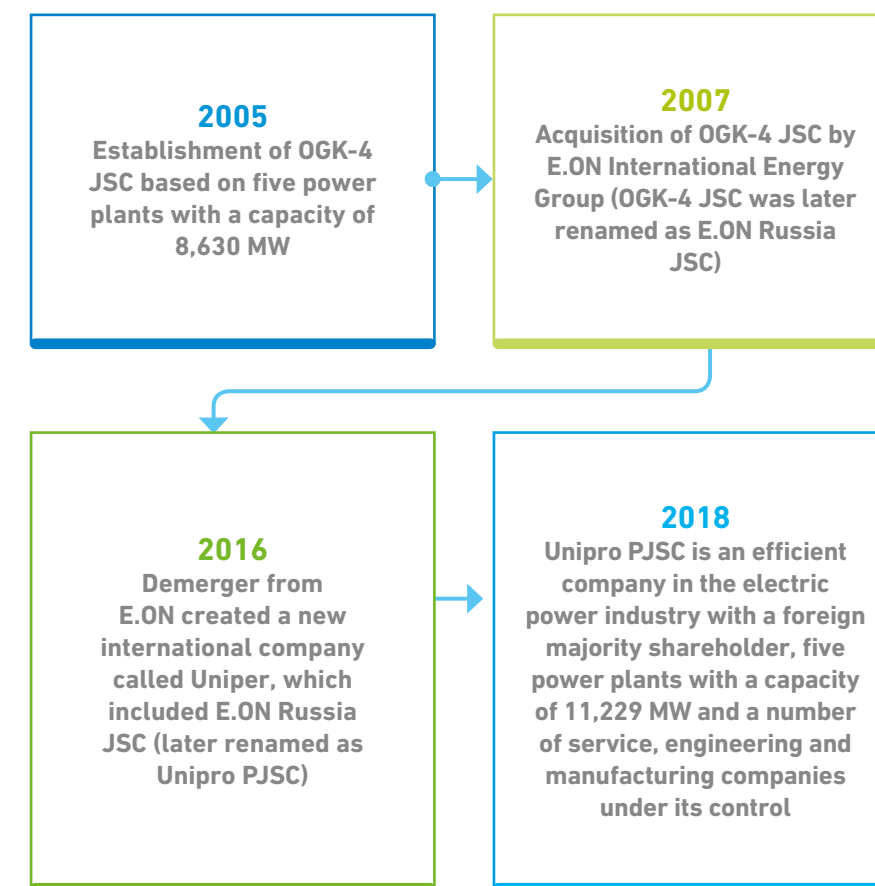 2005
Establishment of OGK-4
JSC based on five power
plants with a capacity of
8,630 MW
2007
Acquisition of OGK-4 JSC by
E.ON International Energy
Group (OGK-4 JSC was later
renamed as E.ON Russia
JSC)
2016
Demerger from
E.ON created a new
international company
called Uniper, which
included E.ON Russia
JSC (later renamed as
Unipro PJSC)
2018
Unipro PJSC is an efficient
company in the electric
power industry with a foreign
majority shareholder, five
power plants with a capacity
of 11,229 MW and a number
of service, engineering and
manufacturing companies
under its control